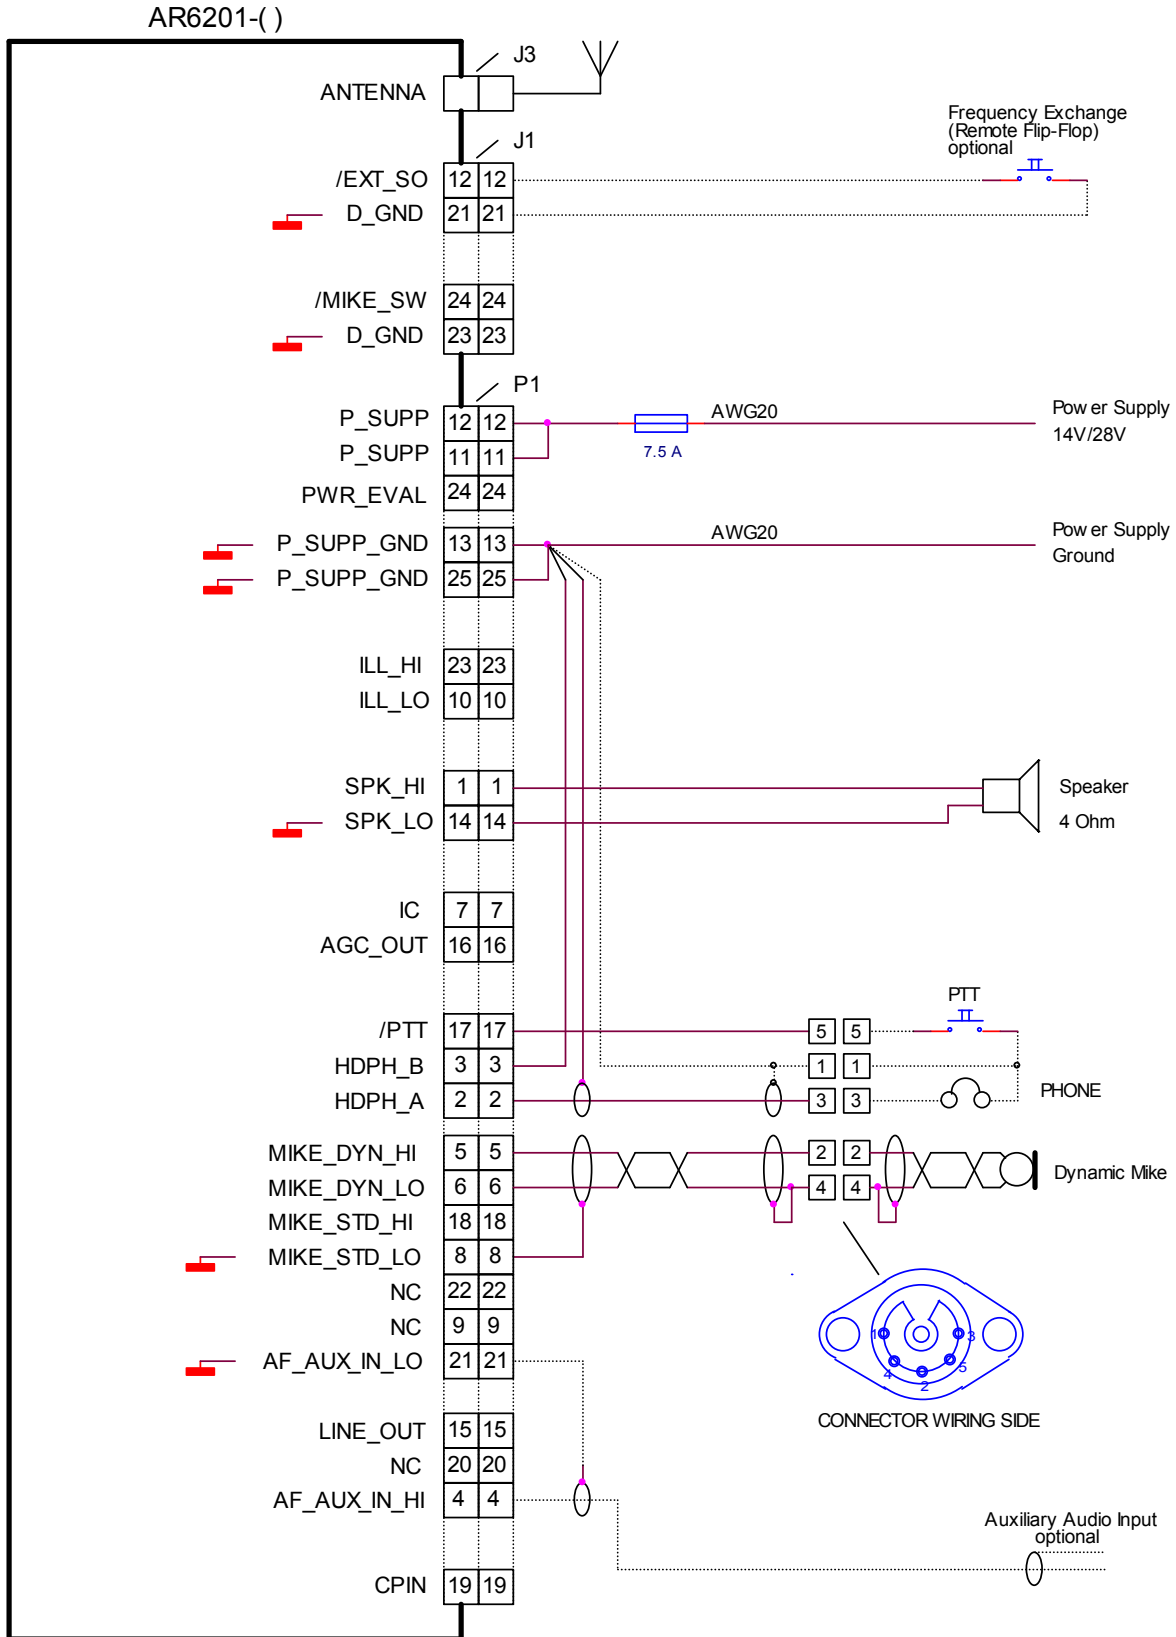 AR6201-( )
J3
ANTENNA
J1
Frequency Exchange
(Remote Flip-Flop)
optional
/EXT_SO 12 12
D_GND 21 21
/MIKE_SW 24 24
D_GND 23 23
P1
P_SUPP 12 12 AWG20 Power Supply
7.5 A 14V/28V
P_SUPP 11 11
PWR_EVAL 24 24
P_SUPP_GND 13 13 AWG20 Power Supply
Ground
P_SUPP_GND 25 25
ILL_HI 23 23
ILL_LO 10 10
SPK_HI 1 1 Speaker
SPK_LO 14 14 4 Ohm
IC 7 7
AGC_OUT 16 16
PTT
/PTT 17 17 5 5
HDPH_B 3 3 1 1
HDPH_A 2 2 3 3 PHONE
MIKE_DYN_HI 5 5 2 2
Dynamic Mike
MIKE_DYN_LO 6 6 4 4
MIKE_STD_HI 18 18
MIKE_STD_LO 8 8
NC 22 22
NC 9 9
1 3
4 5
2
AF_AUX_IN_LO 21 21
CONNECTOR WIRING SIDE
LINE_OUT 15 15
NC 20 20
AF_AUX_IN_HI 4 4
Auxiliary Audio Input
optional
CPIN 19 19